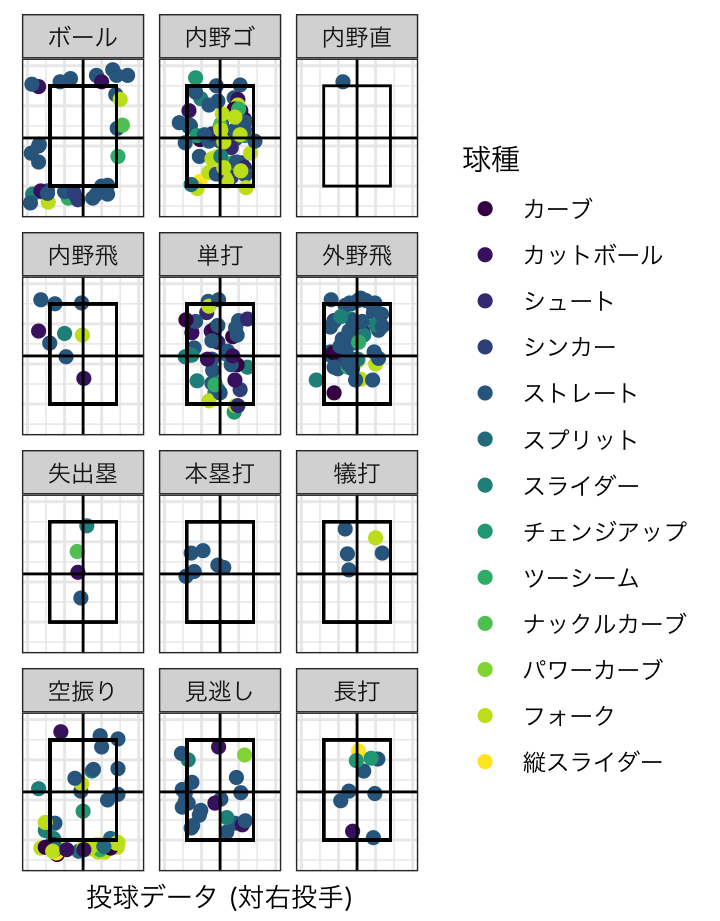 ボール
内野ゴ
内野直
内野飛
単打
外野飛
失出塁
本塁打
犠打
空振り
見逃し
長打
投球データ (対右投手)
球種
カーブ
カットボール
シュート
シンカー
ストレート
スプリット
スライダー
チェンジアップ
ツーシーム
ナックルカーブ
パワーカーブ
フォーク
縦スライダー